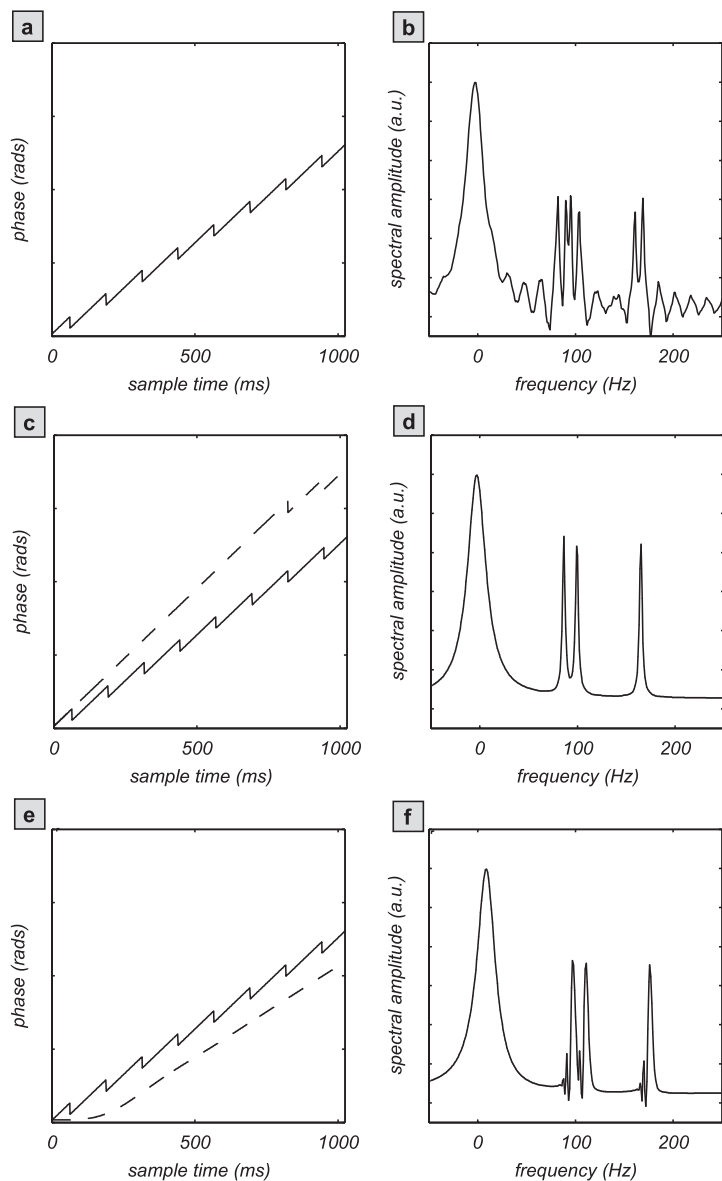 a
b
phase (rads)
spectral amplitude (a.u.)
0
500
1000
0
100
200
sample time (ms)
frequency (Hz)
c
d
phase (rads)
spectral amplitude (a.u.)
0
500
1000
0
100
200
sample time (ms)
frequency (Hz)
e
f
phase (rads)
spectral amplitude (a.u.)
0
500
1000
0
100
200
sample time (ms)
frequency (Hz)